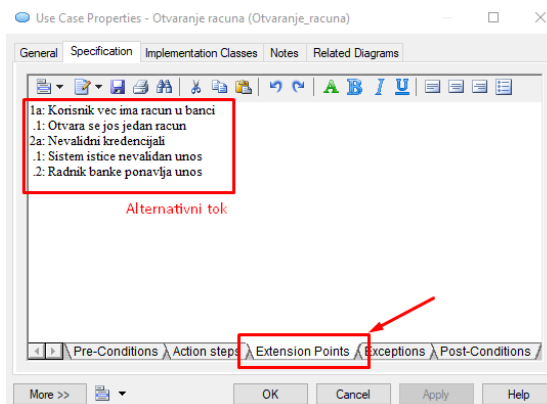 Use Case Properties - Otvaranje racuna (Otvaranje_racuna)
General Specification Implementation Classes Notes Related Diagrams
A B I U
1a: Korisnik vec ima racun u banci
.1: Otvara se jos jedan racun
2a: Nevalidni kredencijali
.1: Sistem istice nevalidan unos
.2: Radnik banke ponavlja unos
Alternativni tok
Pre-Conditions Action steps Extension Points Exceptions Post-Conditions
More >> OK Cancel Apply Help